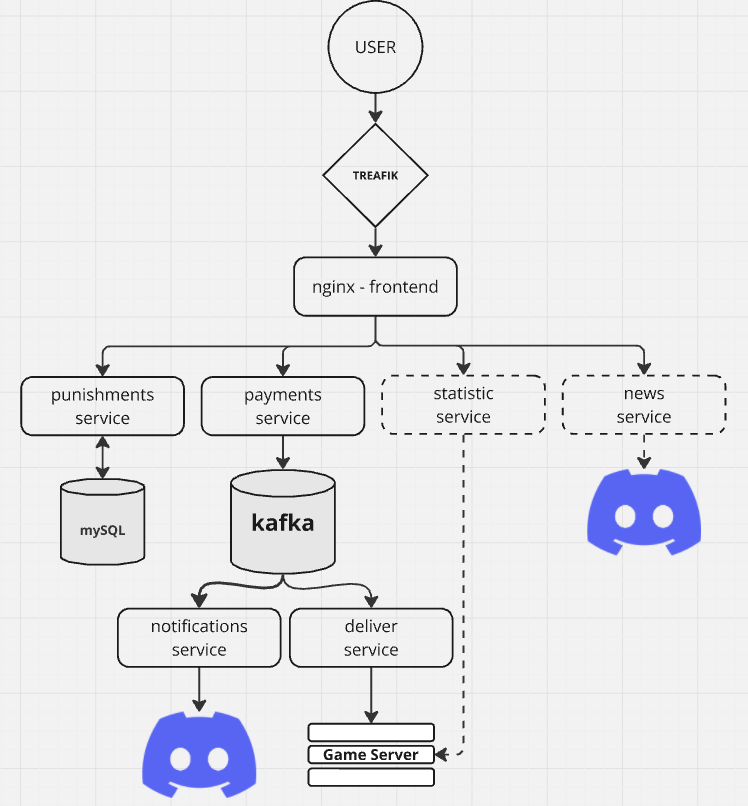 USER
TREAFIK
nginx - frontend
punishments
service
payments
service
statistic
service
news
service
mySQL
kafka
notifications
service
deliver
service
Game Server